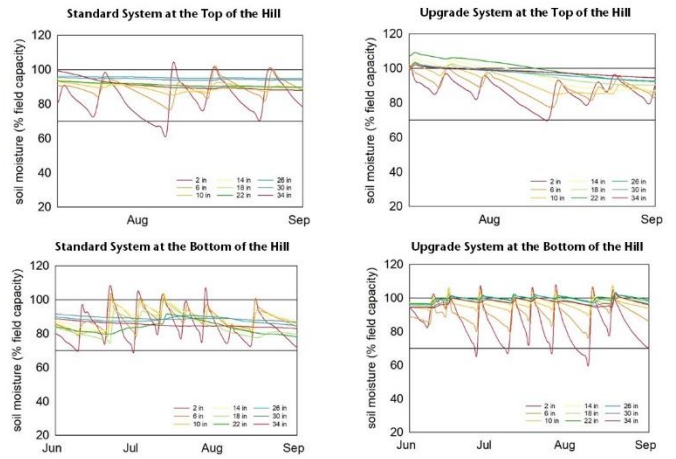 Standard System at the Top of the Hill
120
100
80
60
40
20
soil moisture (% field capacity)
2 in 14 in 26 in
6 in 18 in 30 in
10 in 22 in 34 in
Aug Sep
Upgrade System at the Top of the Hill
120
100
80
60
40
20
soil moisture (% field capacity)
2 in 14 in 26 in
6 in 18 in 30 in
10 in 22 in 34 in
Aug Sep
Standard System at the Bottom of the Hill
120
100
80
60
40
20
soil moisture (% field capacity)
2 in 14 in 26 in
6 in 18 in 30 in
10 in 22 in 34 in
Jun Jul Aug Sep
Upgrade System at the Bottom of the Hill
120
100
80
60
40
20
soil moisture (% field capacity)
2 in 14 in 26 in
6 in 18 in 30 in
10 in 22 in 34 in
Jun Jul Aug Sep